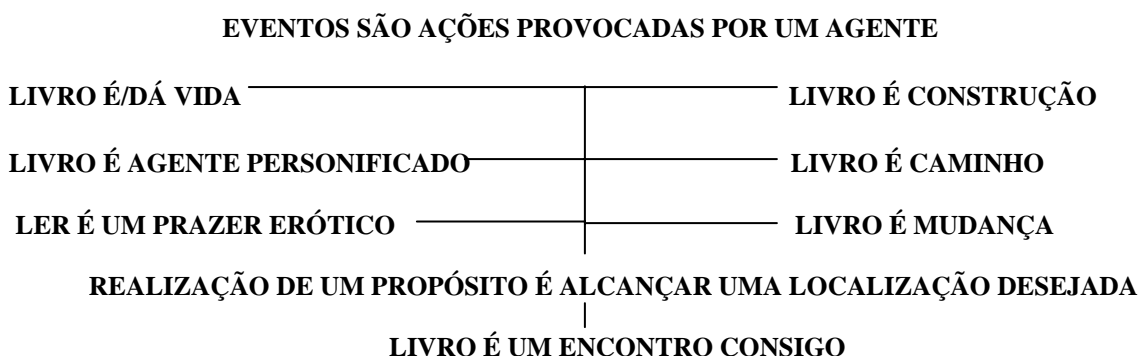 EVENTOS SÃO AÇÕES PROVOCADAS POR UM AGENTE
LIVRO É/DÁ VIDA LIVRO É CONSTRUÇÃO
LIVRO É AGENTE PERSONIFICADO LIVRO É CAMINHO
LER É UM PRAZER ERÓTICO LIVRO É MUDANÇA
REALIZAÇÃO DE UM PROPÓSITO É ALCANÇAR UMA LOCALIZAÇÃO DESEJADA
LIVRO É UM ENCONTRO CONSIGO